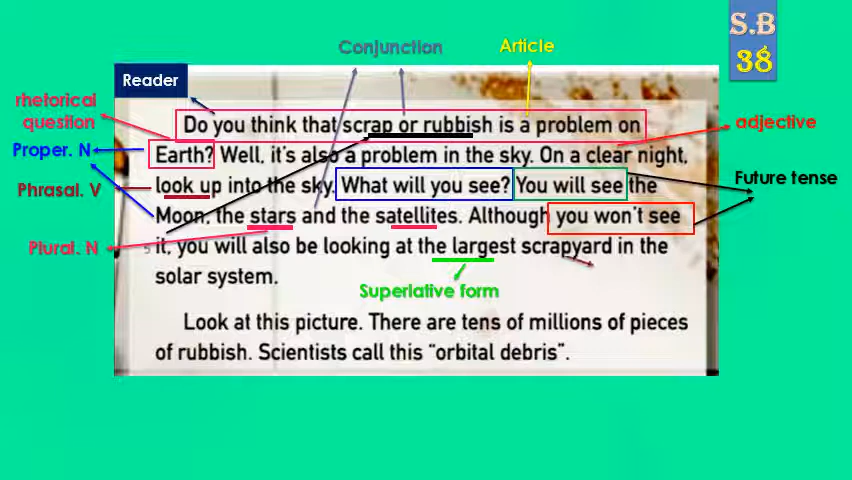 S.B
38
Conjunction
Article
Reader
rhetorical
question
Proper. N
Phrasal. V
Plural. N
adjective
Future tense
Do you think that scrap or rubbish is a problem on
Earth? Well, it's also a problem in the sky. On a clear night,
look up into the sky. What will you see? You will see the
Moon, the stars and the satellites. Although you won't see
it, you will also be looking at the largest scrapyard in the
solar system.
Superlative form
Look at this picture. There are tens of millions of pieces
of rubbish. Scientists call this "orbital debris".